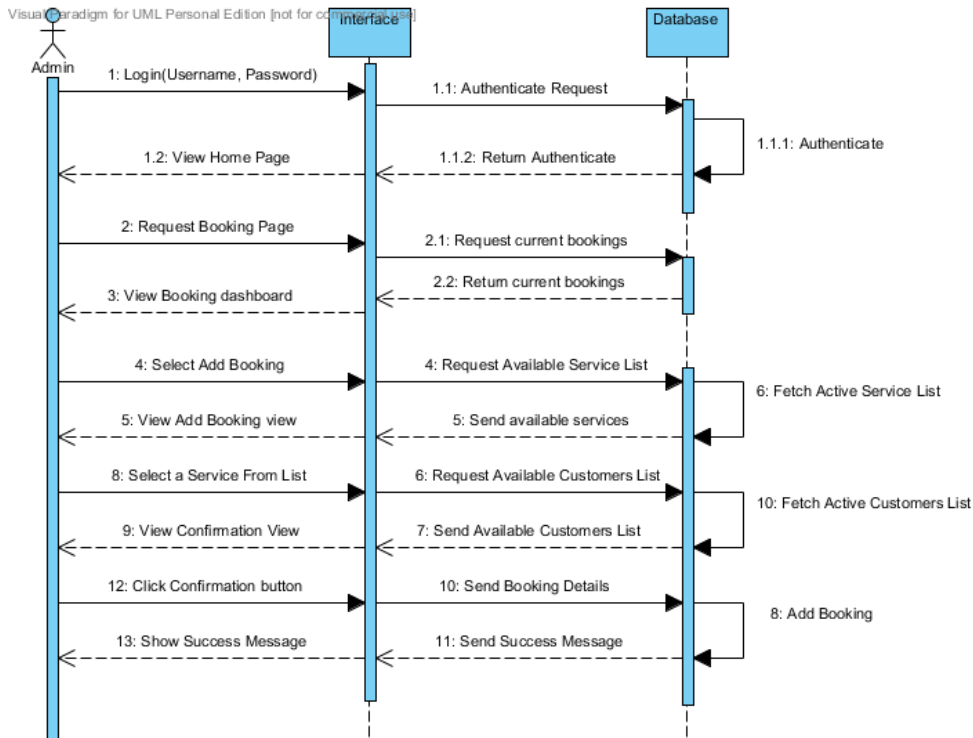 Visual Paradigm for UML Personal Edition [not for commercial use]
Interface
Database
Admin
1: Login(Username, Password)
1.1: Authenticate Request
1.1.1: Authenticate
1.2: View Home Page
1.1.2: Return Authenticate
2: Request Booking Page
2.1: Request current bookings
2.2: Return current bookings
3: View Booking dashboard
4: Select Add Booking
4: Request Available Service List
6: Fetch Active Service List
5: View Add Booking view
5: Send available services
8: Select a Service From List
6: Request Available Customers List
10: Fetch Active Customers List
9: View Confirmation View
7: Send Available Customers List
12: Click Confirmation button
10: Send Booking Details
8: Add Booking
13: Show Success Message
11: Send Success Message